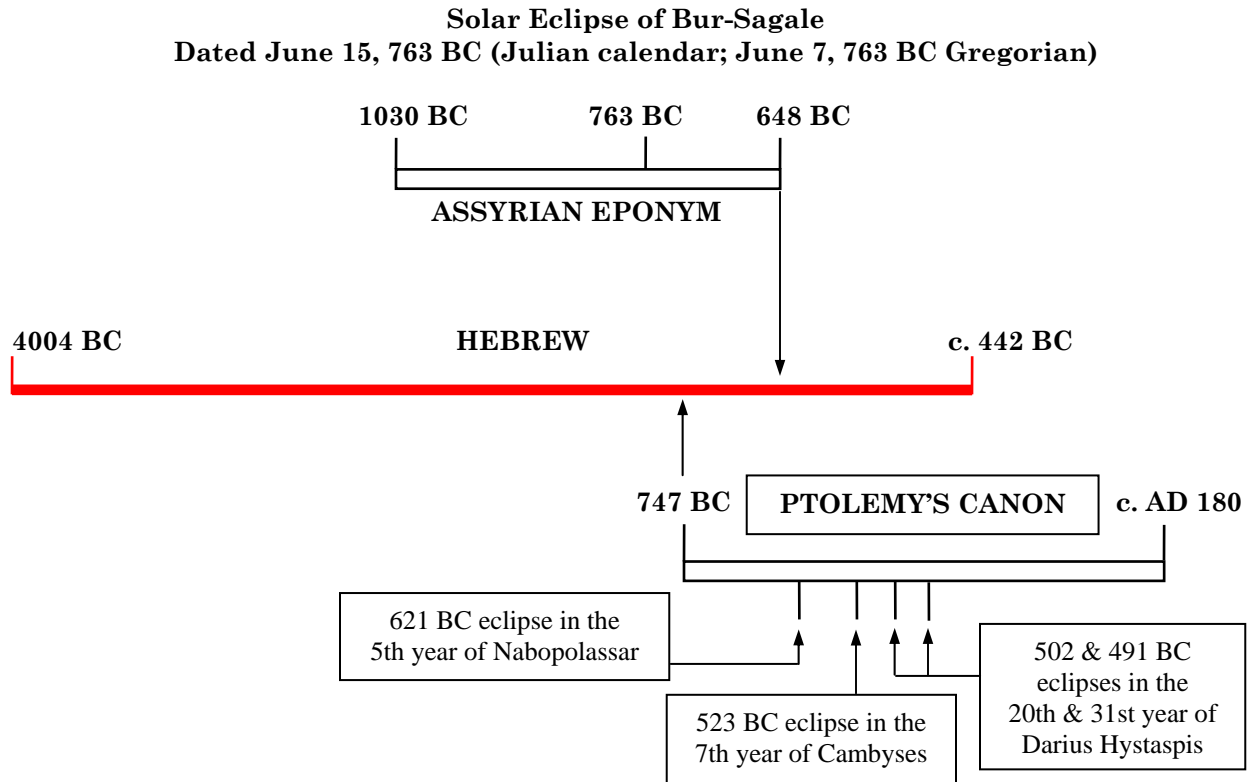 Solar Eclipse of Bur-Sagale
Dated June 15, 763 BC (Julian calendar; June 7, 763 BC Gregorian)
1030 BC
763 BC
648 BC
ASSYRIAN EPONYM
4004 BC
HEBREW
c. 442 BC
747 BC
PTOLEMY’S CANON
c. AD 180
621 BC eclipse in the
5th year of Nabopolassar
523 BC eclipse in the
7th year of Cambyses
502 & 491 BC
eclipses in the
20th & 31st year of
Darius Hystaspis